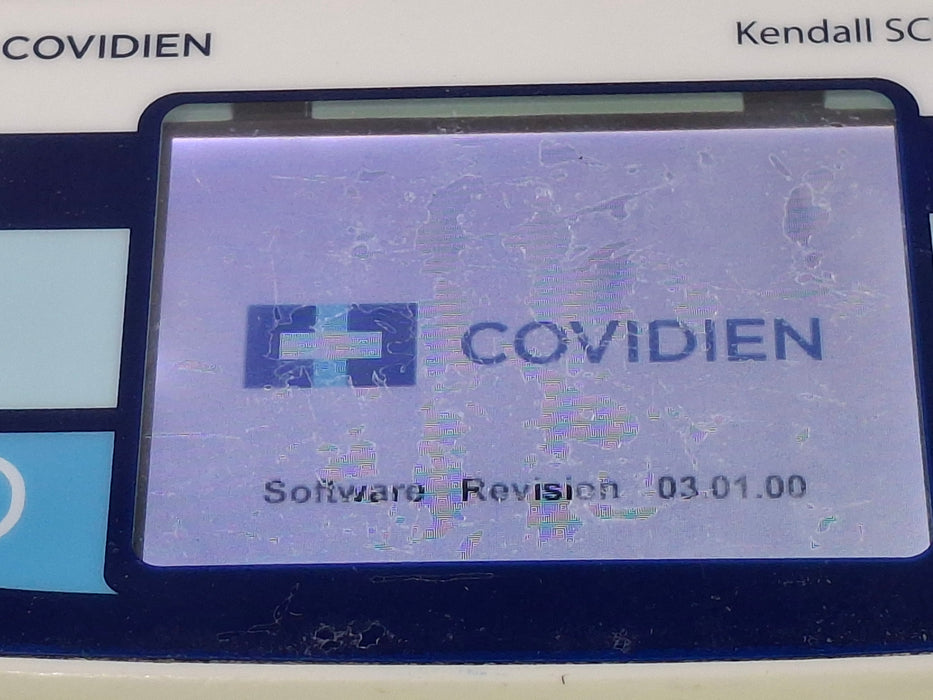 COVIDIEN
Kendall SC
COVIDIEN
Software Revision 03.01.00